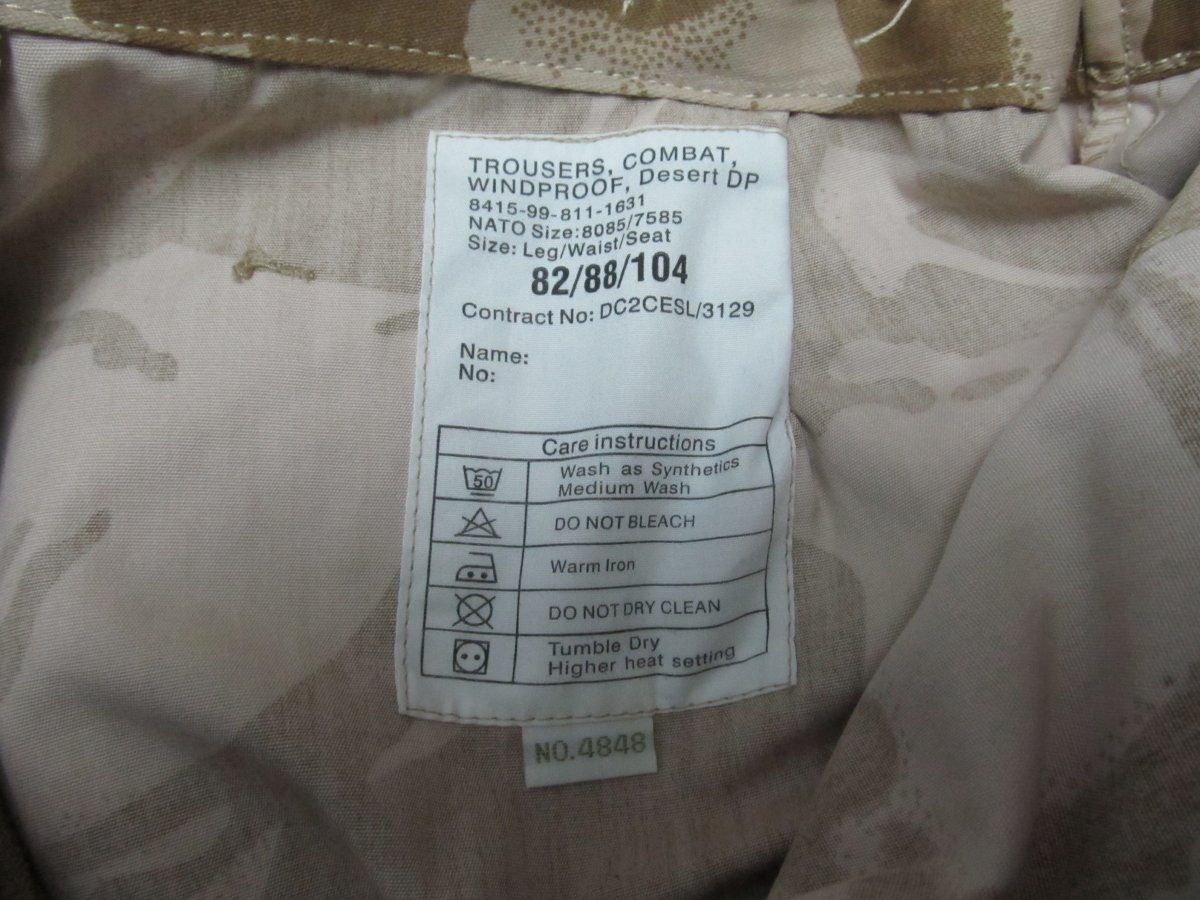 TROUSERS, COMBAT,
WINDPROOF, Desert DP
8415-99-811-1631
NATO Size:8085/7585
Size: Leg/Waist/Seat
82/88/104
Contract No: DC2CESL/3129
Name:
No:
Care instructions
50
Wash as Synthetics
Medium Wash
DO NOT BLEACH
Warm Iron
DO NOT DRY CLEAN
Tumble Dry
Higher heat setting
NO.4848